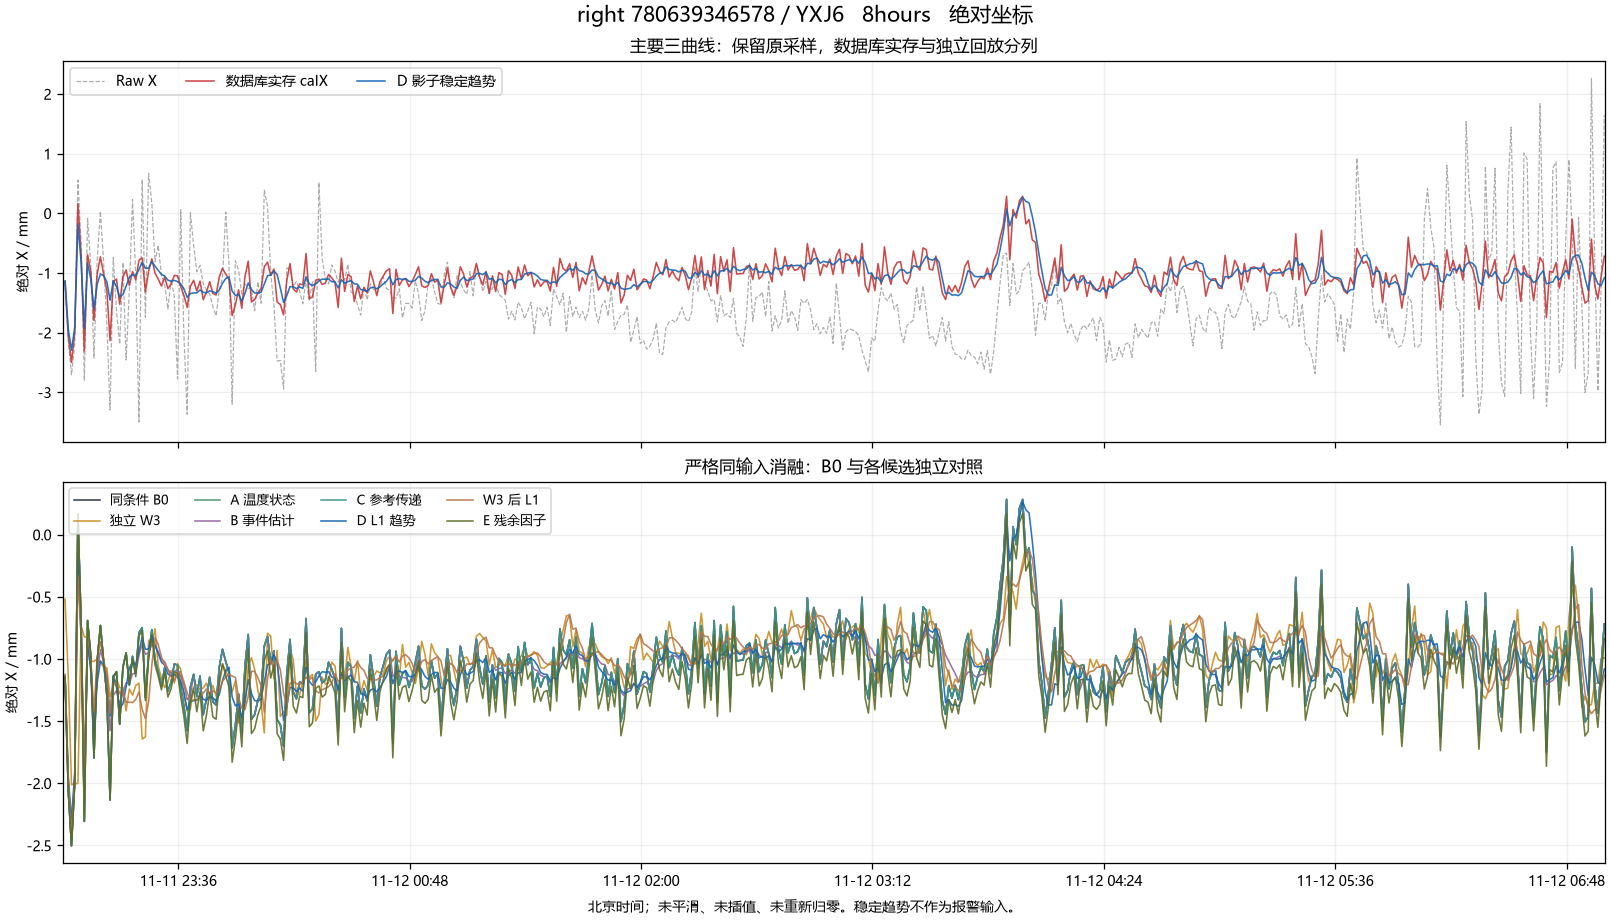 right 780639346578 / YXJ6   8hours   绝对坐标
主要三曲线：保留原采样，数据库实存与独立回放分列
Raw X   数据库实存 calX   D 影子稳定趋势
绝对 X / mm
2
1
0
-1
-2
-3
严格同输入消融：B0 与各候选独立对照
同条件 B0   A 温度状态   C 参考传递   W3 后 L1
独立 W3   B 事件估计   D L1 趋势   E 残余因子
绝对 X / mm
0.0
-0.5
-1.0
-1.5
-2.0
-2.5
11-11 23:36   11-12 00:48   11-12 02:00   11-12 03:12   11-12 04:24   11-12 05:36   11-12 06:48
北京时间；未平滑、未插值、未重新归零。稳定趋势不作为报警输入。